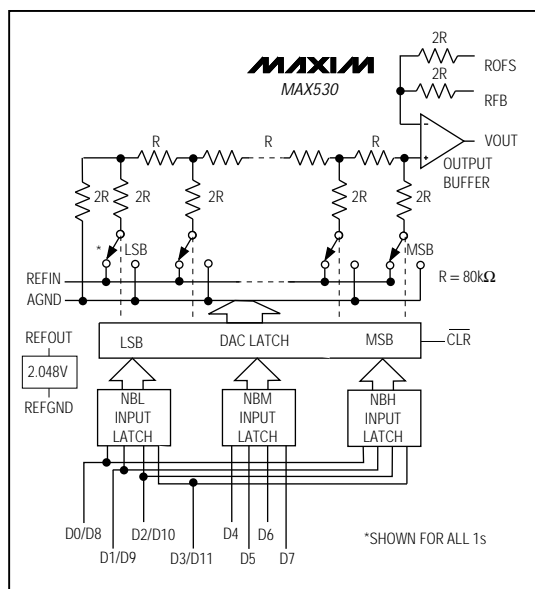 MAXIM
MAX530
2R
ROFS
2R
RFB
-
+
VOUT
OUTPUT
BUFFER
R
R
R
2R
2R
2R
2R
2R
*
LSB
MSB
REFIN
AGND
R = 80kΩ
REFOUT
2.048V
REFGND
LSB
DAC LATCH
MSB
CLR
NBL
INPUT
LATCH
NBM
INPUT
LATCH
NBH
INPUT
LATCH
D0/D8
D2/D10
D4
D6
D1/D9
D3/D11
D5
D7
*SHOWN FOR ALL 1s